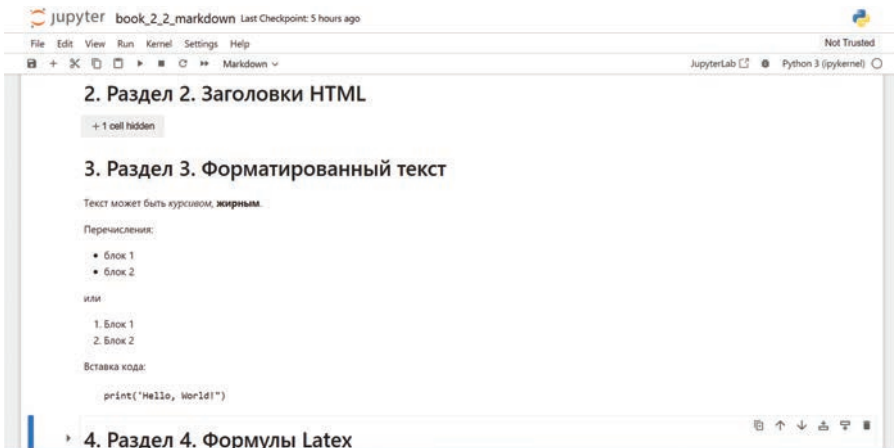 jupyter book_2_2_markdown Last Checkpoint: 5 hours ago
File Edit View Run Kernel Settings Help Not Trusted
Markdown JupyterLab Python 3 (ipykernel)
2. Раздел 2. Заголовки HTML
+ 1 cell hidden
3. Раздел 3. Форматированный текст
Текст может быть курсивом, жирным.
Перечисления:
• блок 1
• блок 2
или
1. Блок 1
2. Блок 2
Вставка кода:
print("Hello, World!")
4. Раздел 4. Формулы Latex